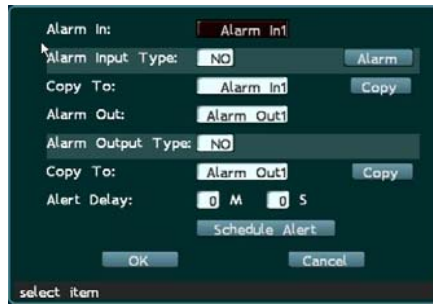 Alarm In: Alarm In1
Alarm Input Type: NO Alarm
Copy To: Alarm In1 Copy
Alarm Out: Alarm Out1
Alarm Output Type: NO
Copy To: Alarm Out1 Copy
Alert Delay: 0 M 0 S
Schedule Alert
OK Cancel
select item